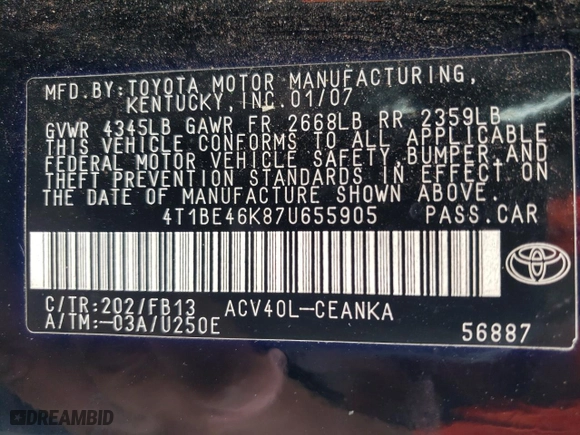 MFD.BY:TOYOTA MOTOR MANUFACTURING,
KENTUCKY, INC. 01/07
GVWR 4345LB GAWR FR 2668LB RR 2359LB
THIS VEHICLE CONFORMS TO ALL APPLICABLE
FEDERAL MOTOR VEHICLE SAFETY,BUMPER,AND
THEFT PREVENTION STANDARDS IN EFFECT ON
THE DATE OF MANUFACTURE SHOWN ABOVE.
4T1BE46K87U655905 PASS.CAR
C/TR:202/FB13 ACV40L-CEANKA
A/TM:-03A/U250E
56887
DREAMBID